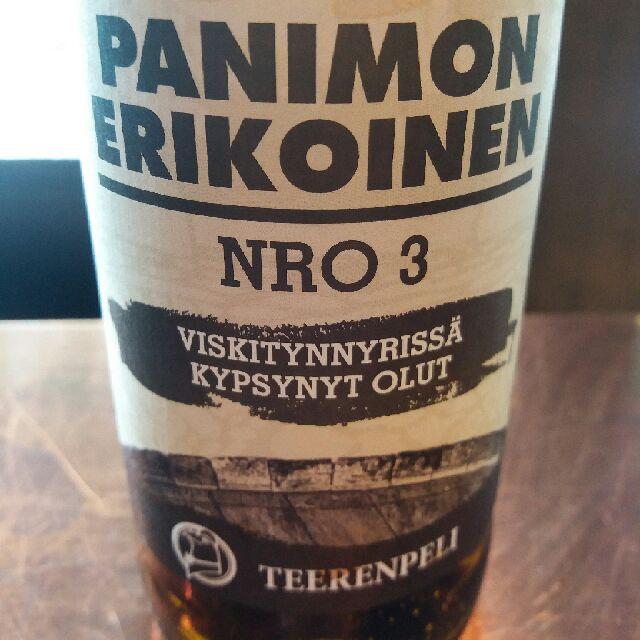 PANIMON
ERIKOINEN
NRO 3
VISKITYNNYRISSÄ
KYPSYNYT OLUT
TEERENPELI